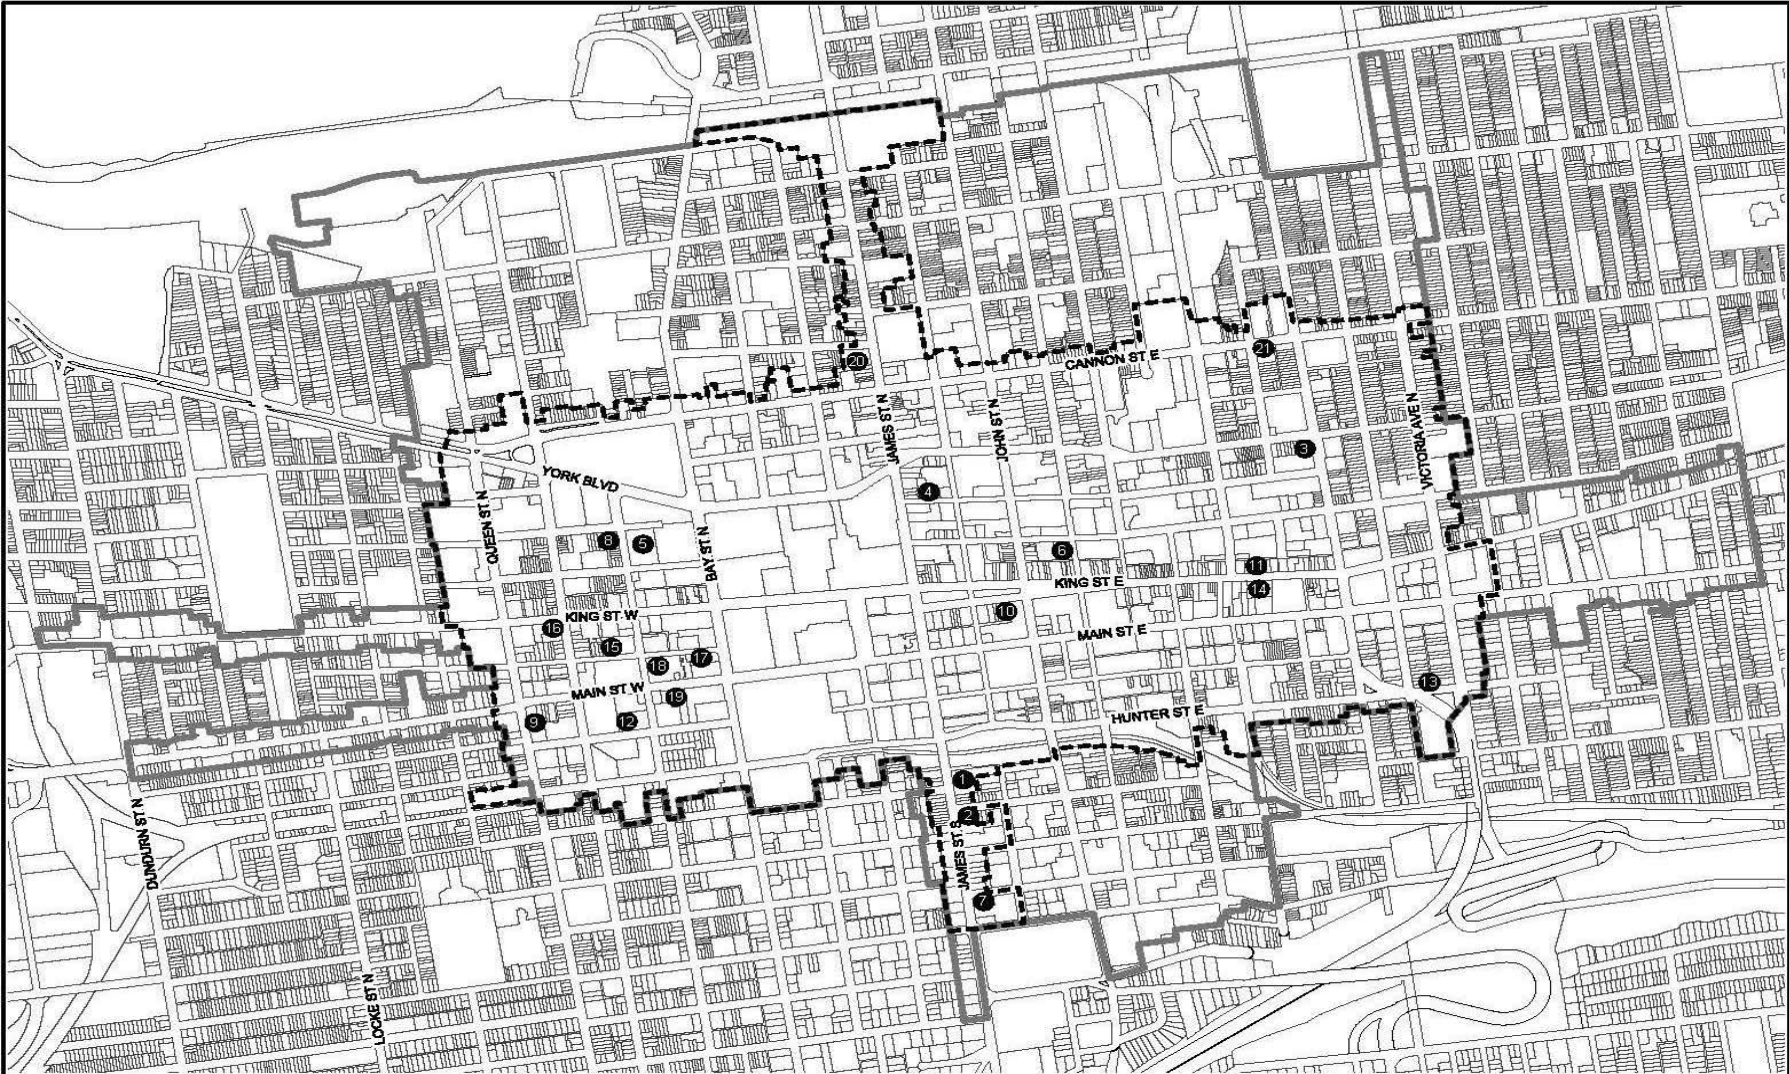 20
CANNON ST E
21
JAMES ST N
JOHN ST N
VICTORIA AVE N
3
YORK BLVD
4
QUEEN ST N
BAY ST N
8
5
6
11
KING ST E
14
10
KING ST W
16
MAIN ST E
15
18
17
13
MAIN ST W
19
9
12
HUNTER ST E
1
2
JAMES ST S
DUNDURN ST N
7
LOCKE ST N